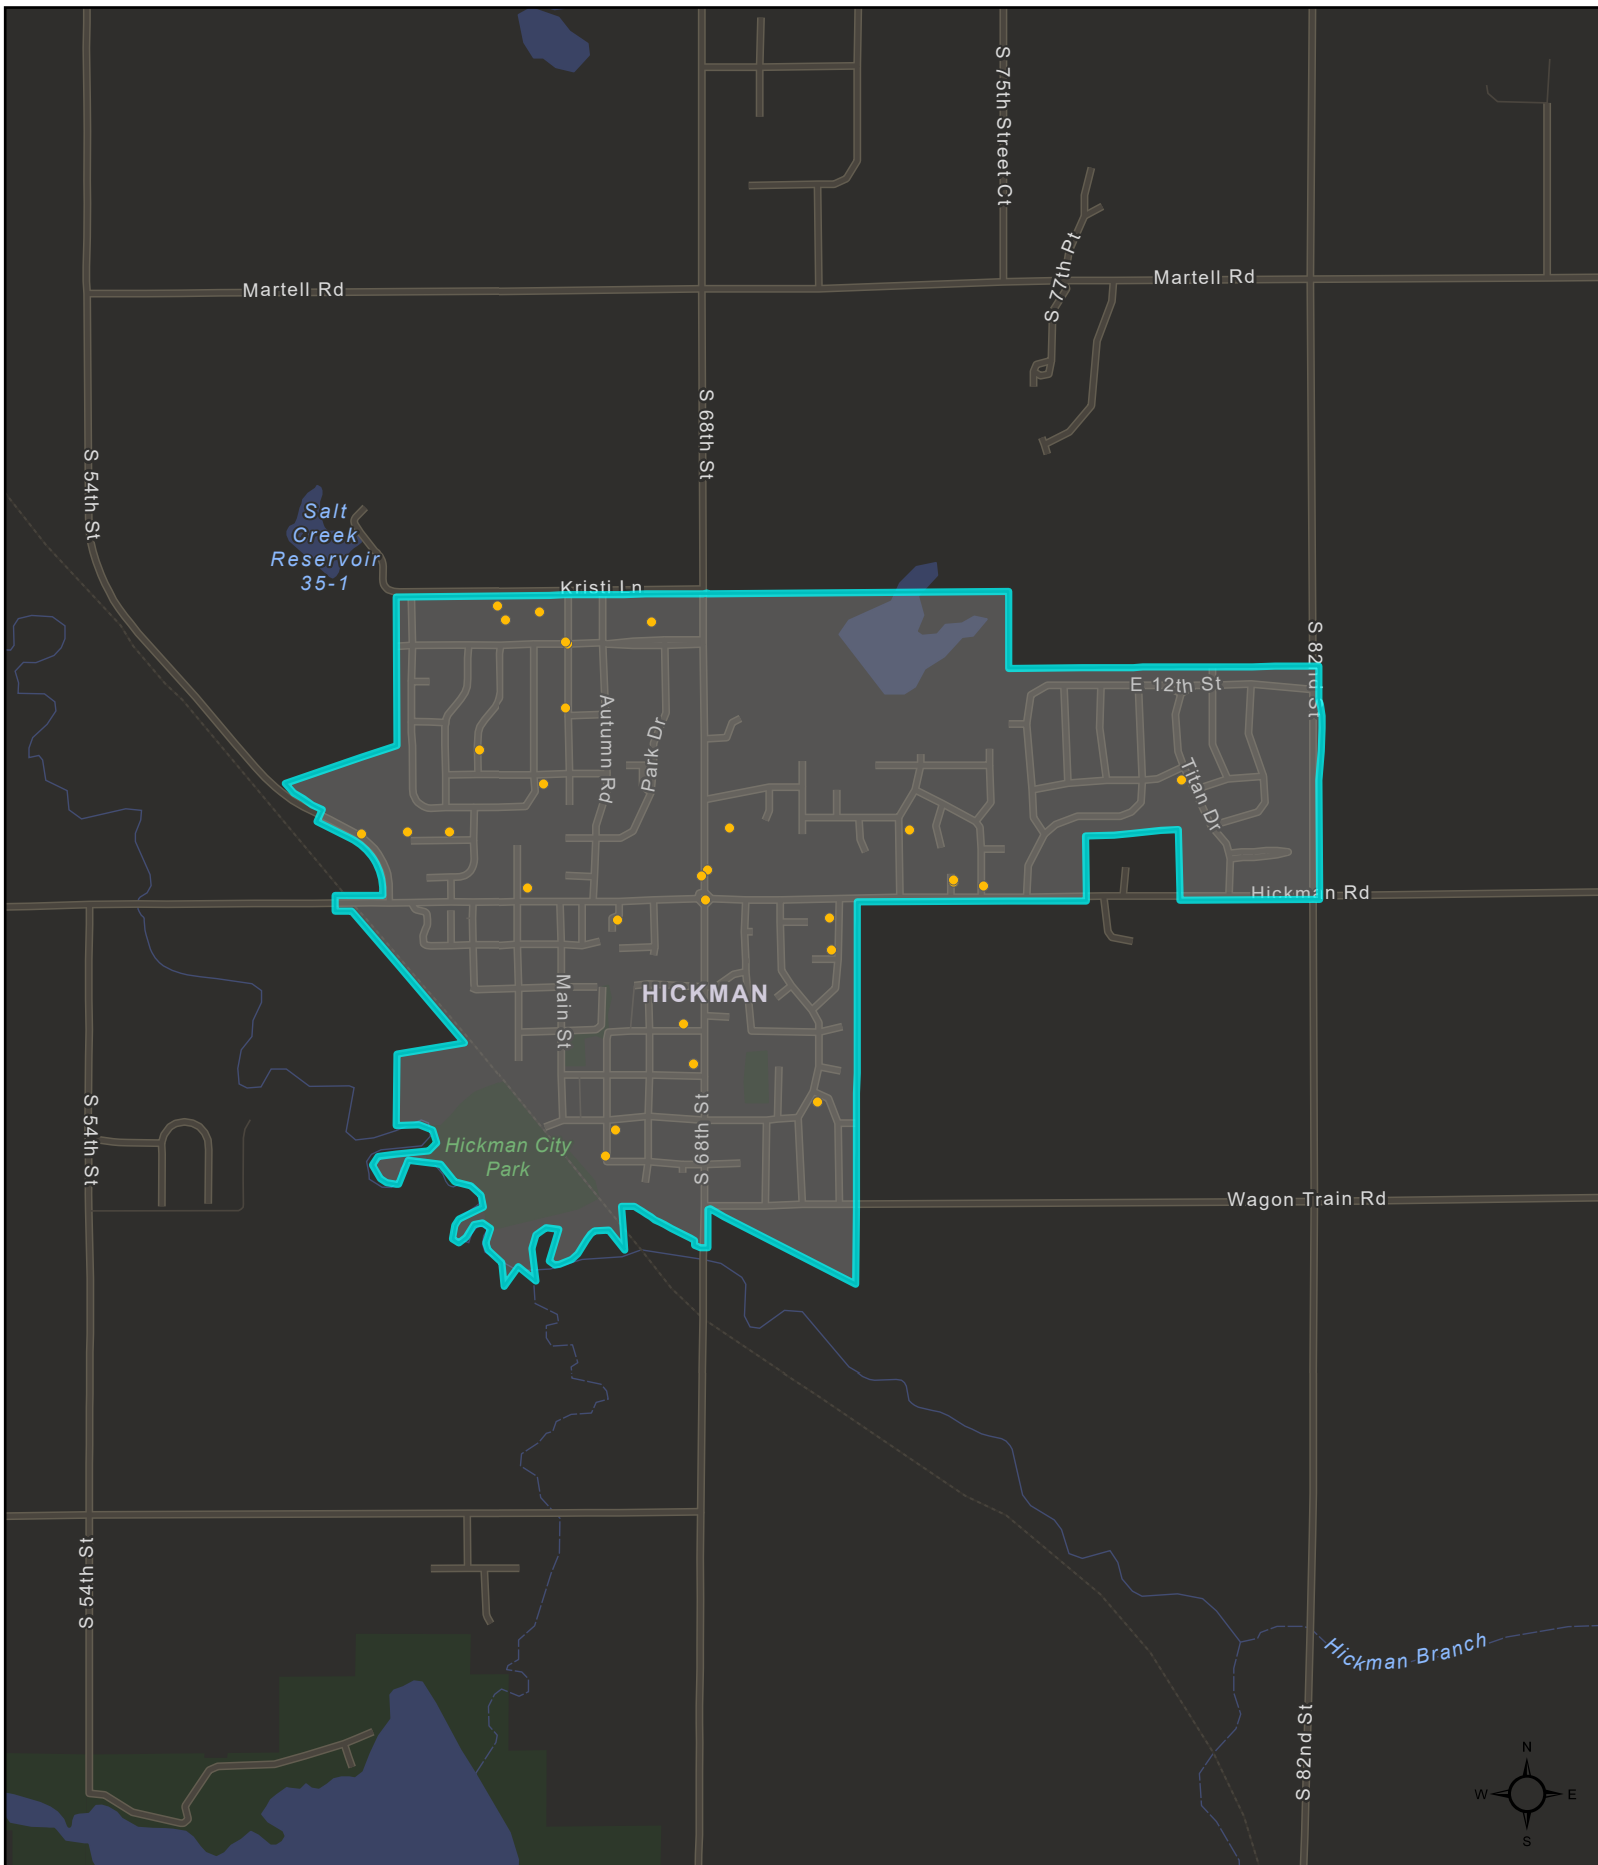 S 75th Street Ct
S 77th Pt
Martell Rd
Martell Rd
S 68th St
S 54th St
Salt
Creek
Reservoir
35-1
Kristi Ln
S 82nd St
E 12th St
Autumn Rd
Park Dr
Titan Dr
Hickman Rd
HICKMAN
Main St
S 68th St
S 54th St
Hickman City
Park
Wagon Train Rd
S 54th St
Hickman Branch
S 82nd St
N
W
E
S